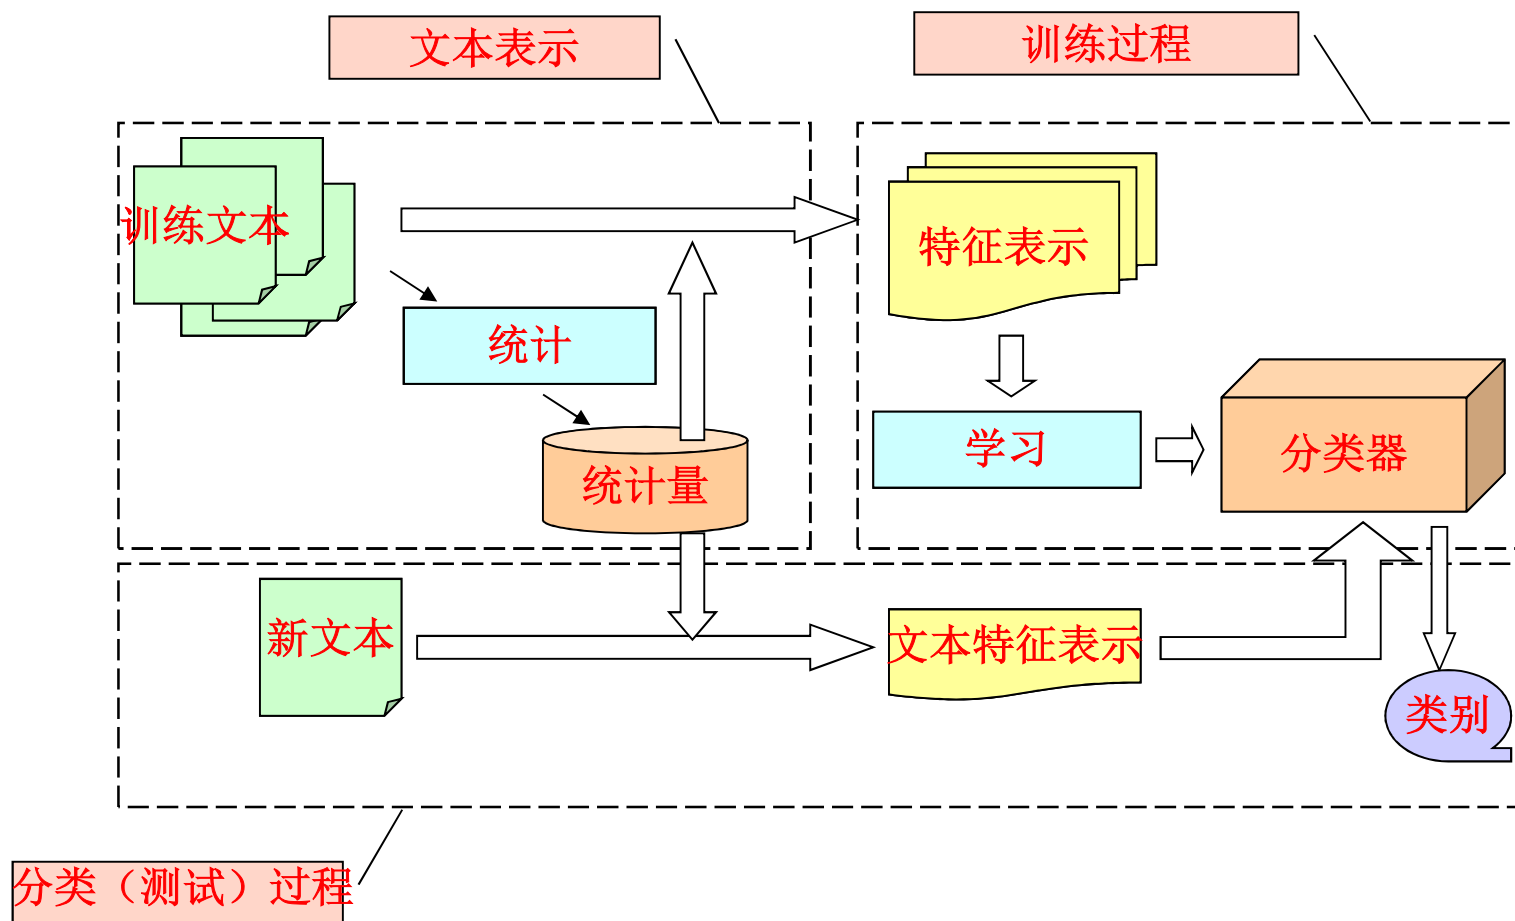 文本表示
训练过程
训练文本
特征表示
统计
学习
分类器
统计量
新文本
文本特征表示
类别
分类（测试）过程